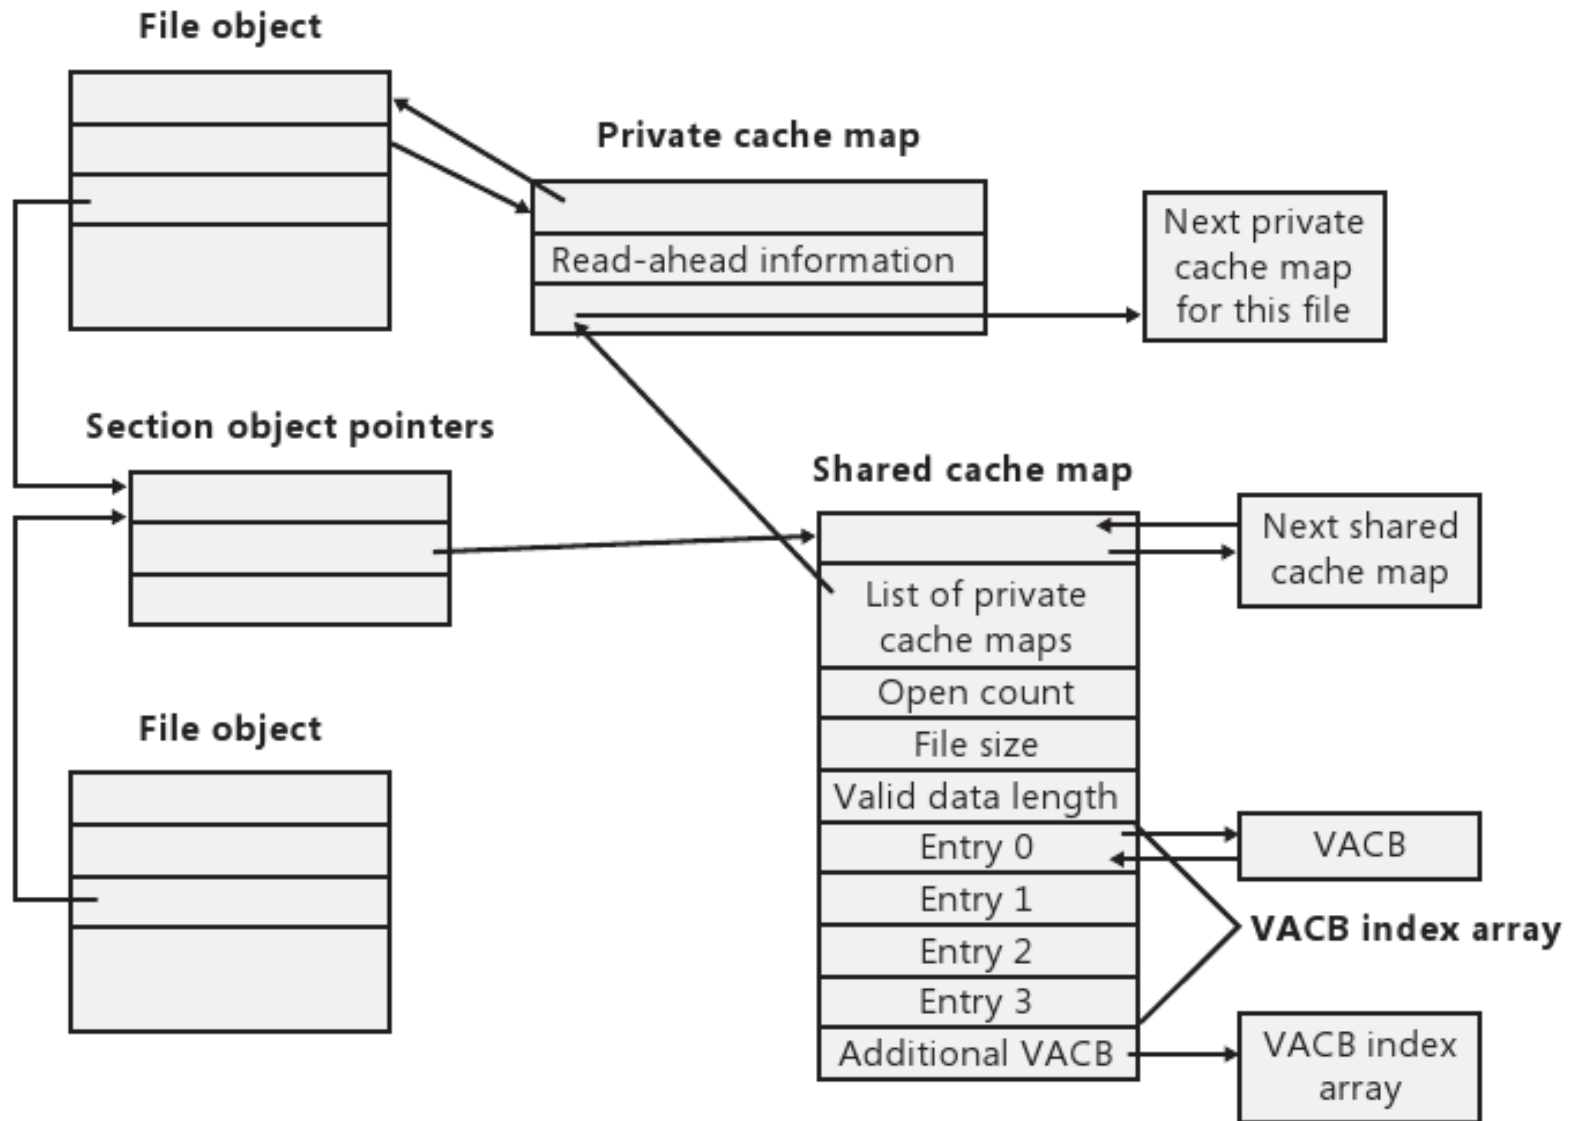 File object
Private cache map
Read-ahead information
Next private
cache map
for this file
Section object pointers
Shared cache map
Next shared
cache map
List of private
cache maps
Open count
File size
Valid data length
Entry 0
Entry 1
Entry 2
Entry 3
Additional VACB
File object
VACB
VACB index array
VACB index
array